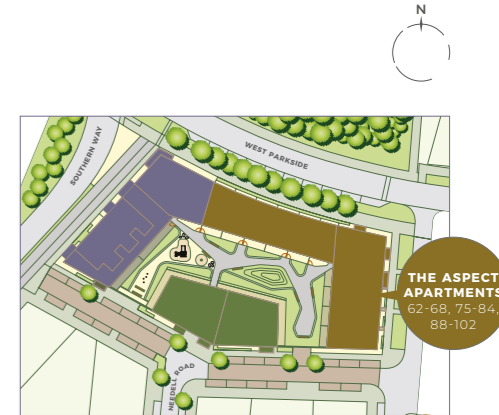 N
SOUTHERN WAY
WEST PARKSIDE
THE ASPECT
APARTMENTS
62-68, 75-84,
88-102
NEEDELL ROAD